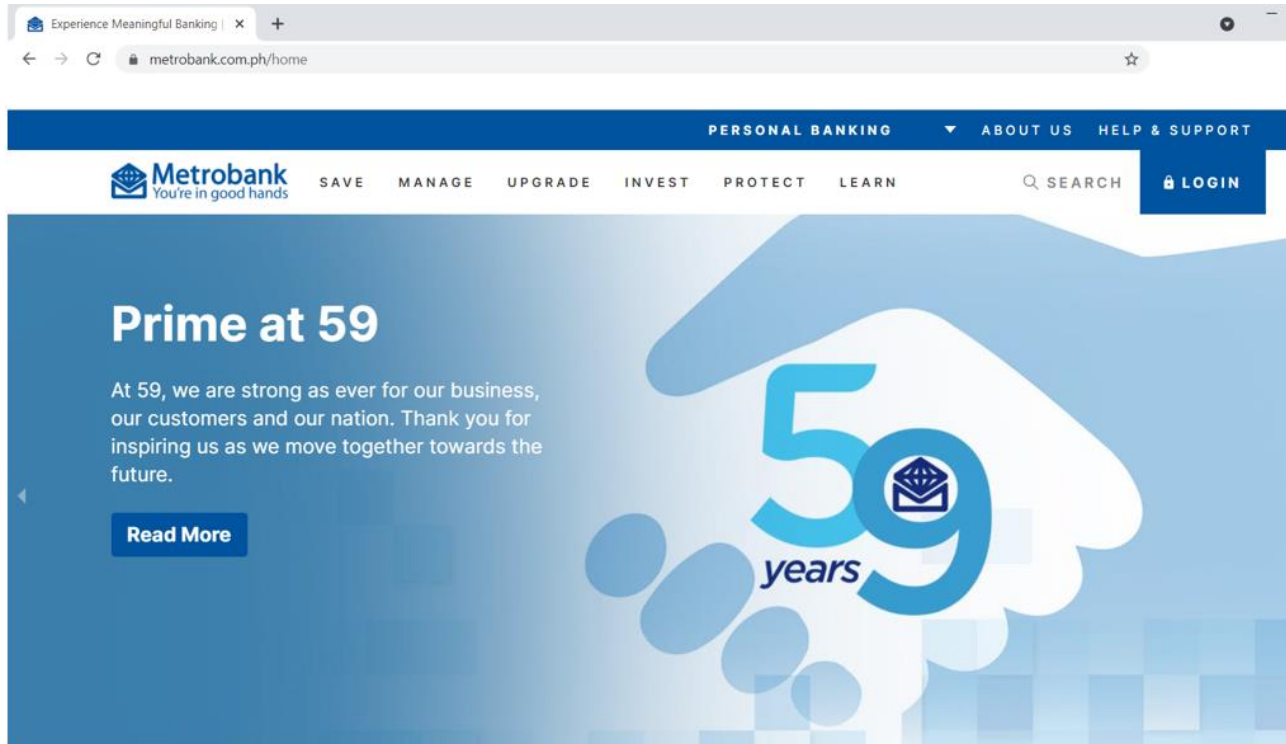 Experience Meaningful Banking |
metrobank.com.ph/home
PERSONAL BANKING ABOUT US HELP & SUPPORT
Metrobank
You're in good hands
SAVE MANAGE UPGRADE INVEST PROTECT LEARN SEARCH LOGIN
Prime at 59
At 59, we are strong as ever for our business,
our customers and our nation. Thank you for
inspiring us as we move together towards the
future.
Read More
59
years